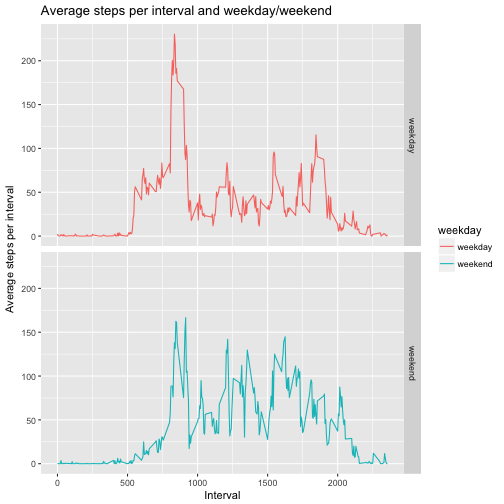 Average steps per interval and weekday/weekend
Average steps per interval
200
150
100
50
0
weekday
200
150
100
50
0
weekend
0
500
1000
1500
2000
Interval
weekday
weekday
weekend